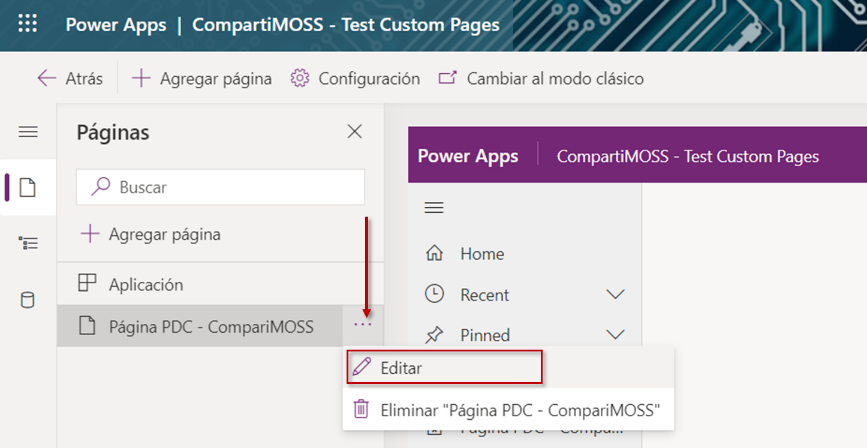 Power Apps | CompartiMOSS - Test Custom Pages
Atrás Agregar página Configuración Cambiar al modo clásico
Páginas
Buscar
Agregar página
Aplicación
Página PDC - CompariMOSS ...
Power Apps CompartiMOSS - Test Custom Pages
Home
Recent
Pinned
Editar
Eliminar "Página PDC - CompariMOSS"
Página PDC - Compa...